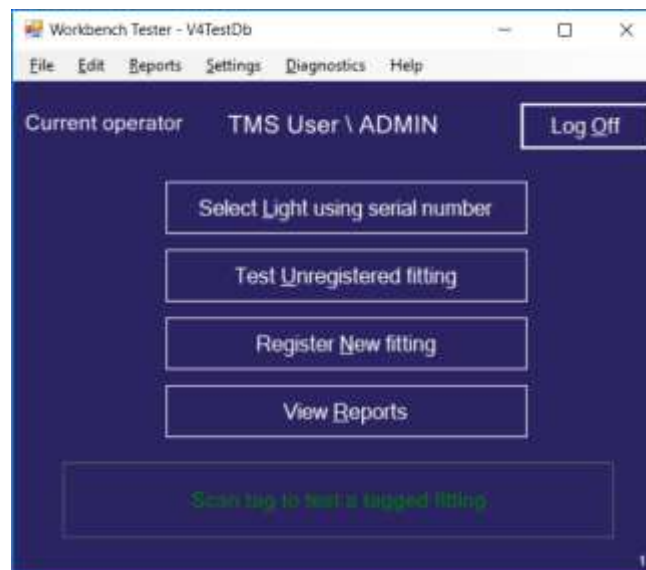 Workbench Tester - V4TestDb
File Edit Reports Settings Diagnostics Help
Current operator TMS User \ ADMIN Log Off
Select Light using serial number
Test Unregistered fitting
Register New fitting
View Reports
Scan tag to test a tagged fitting
1